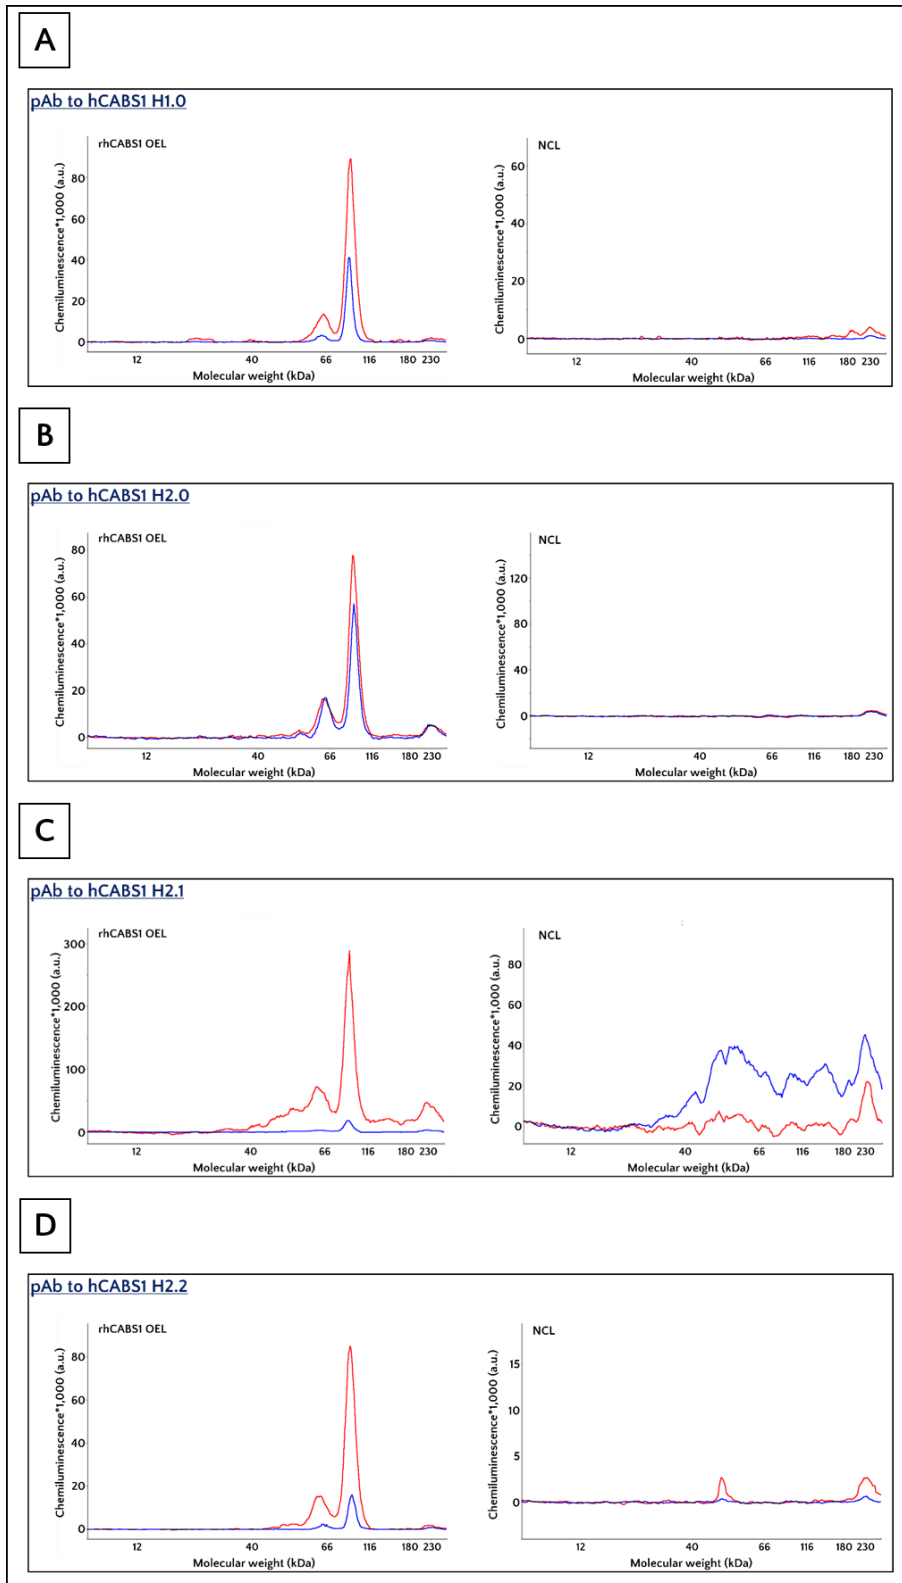 A
pAb to hCABS1 H1.0
rhCABS1 OEL
Chemiluminescence*1,000 (a.u.)
80
60
40
20
0
12 40 66 116 180 230
Molecular weight (kDa)
NCL
Chemiluminescence*1,000 (a.u.)
60
40
20
0
12 40 66 116 180 230
Molecular weight (kDa)
B
pAb to hCABS1 H2.0
rhCABS1 OEL
Chemiluminescence*1,000 (a.u.)
80
60
40
20
0
12 40 66 116 180 230
Molecular weight (kDa)
NCL
Chemiluminescence*1,000 (a.u.)
120
80
40
0
12 40 66 116 180 230
Molecular weight (kDa)
C
pAb to hCABS1 H2.1
rhCABS1 OEL
Chemiluminescence*1,000 (a.u.)
300
200
100
0
12 40 66 116 180 230
Molecular weight (kDa)
NCL
Chemiluminescence*1,000 (a.u.)
80
60
40
20
0
12 40 66 116 180 230
Molecular weight (kDa)
D
pAb to hCABS1 H2.2
rhCABS1 OEL
Chemiluminescence*1,000 (a.u.)
80
60
40
20
0
12 40 66 116 180 230
Molecular weight (kDa)
NCL
Chemiluminescence*1,000 (a.u.)
15
10
5
0
12 40 66 116 180 230
Molecular weight (kDa)